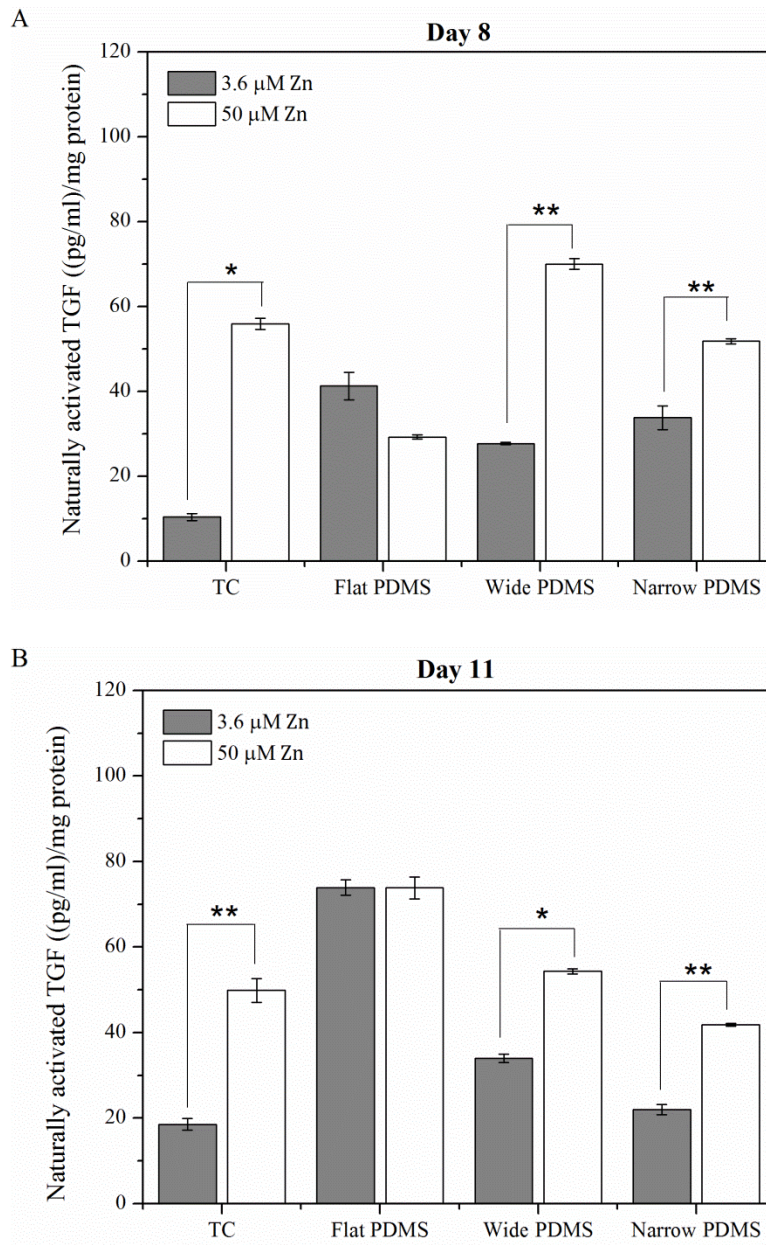 A
Day 8
120
100
80
60
40
20
0
Naturally activated TGF ((pg/ml)/mg protein)
3.6 μM Zn
50 μM Zn
*
**
**
TC Flat PDMS Wide PDMS Narrow PDMS
B
Day 11
120
100
80
60
40
20
0
Naturally activated TGF ((pg/ml)/mg protein)
3.6 μM Zn
50 μM Zn
**
*
**
TC Flat PDMS Wide PDMS Narrow PDMS